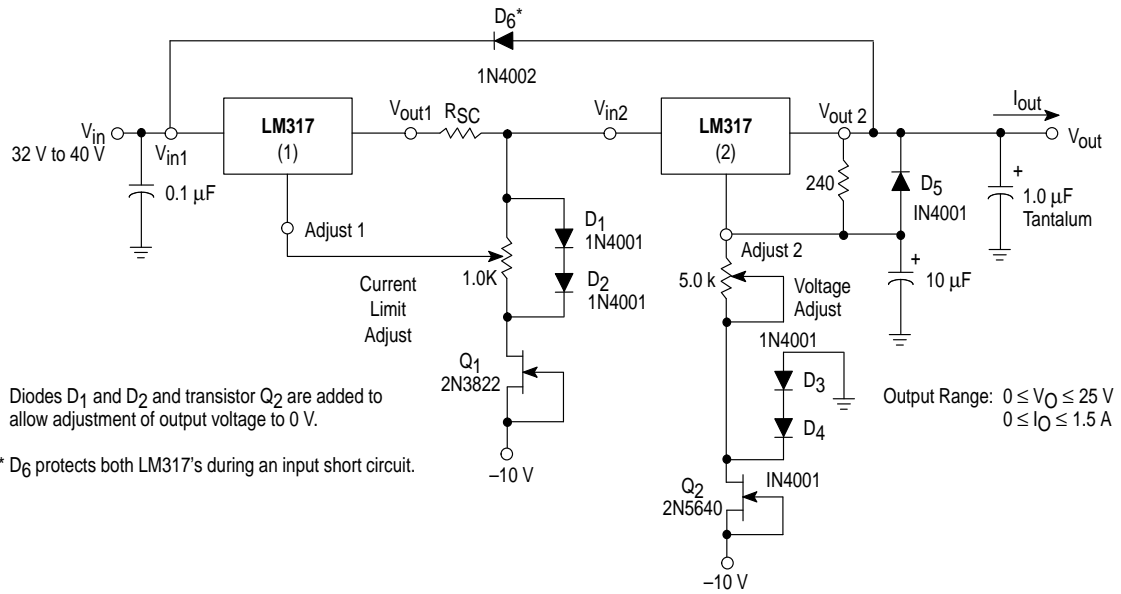 D6*
1N4002
Vin
32 V to 40 V
Vin1
0.1 µF
LM317
(1)
Vout1
RSC
Vin2
LM317
(2)
Vout 2
Iout
Vout
240
D5
IN4001
+
1.0 µF
Tantalum
Adjust 1
D1
1N4001
1.0K
D2
1N4001
Current
Limit
Adjust
Adjust 2
5.0 k
Voltage
Adjust
+
10 µF
Q1
2N3822
–10 V
1N4001
D3
D4
IN4001
Q2
2N5640
–10 V
Output Range: 0 ≤ VO ≤ 25 V
0 ≤ IO ≤ 1.5 A
Diodes D1 and D2 and transistor Q2 are added to
allow adjustment of output voltage to 0 V.
* D6 protects both LM317's during an input short circuit.